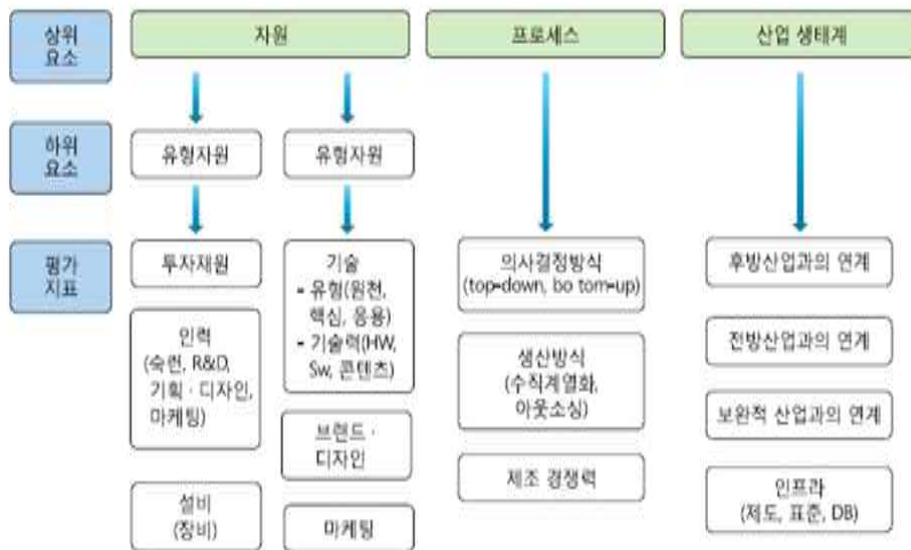 상위
요소
자원
프로세스
산업 생태계
하위
요소
유형자원
유형자원
평가
지표
투자재원
인력
(숙련, R&D,
기획 · 디자인,
마케팅)
설비
(장비)
기술
- 유형(원천,
핵심, 응용)
- 기술력(HW,
Sw, 콘텐츠)
브랜드 ·
디자인
마케팅
의사결정방식
(top=down, bo tom=up)
생산방식
(수직계열화,
아웃소싱)
제조 경쟁력
후방산업과의 연계
전방산업과의 연계
보완적 산업과의 연계
인프라
(제도, 표준, DB)